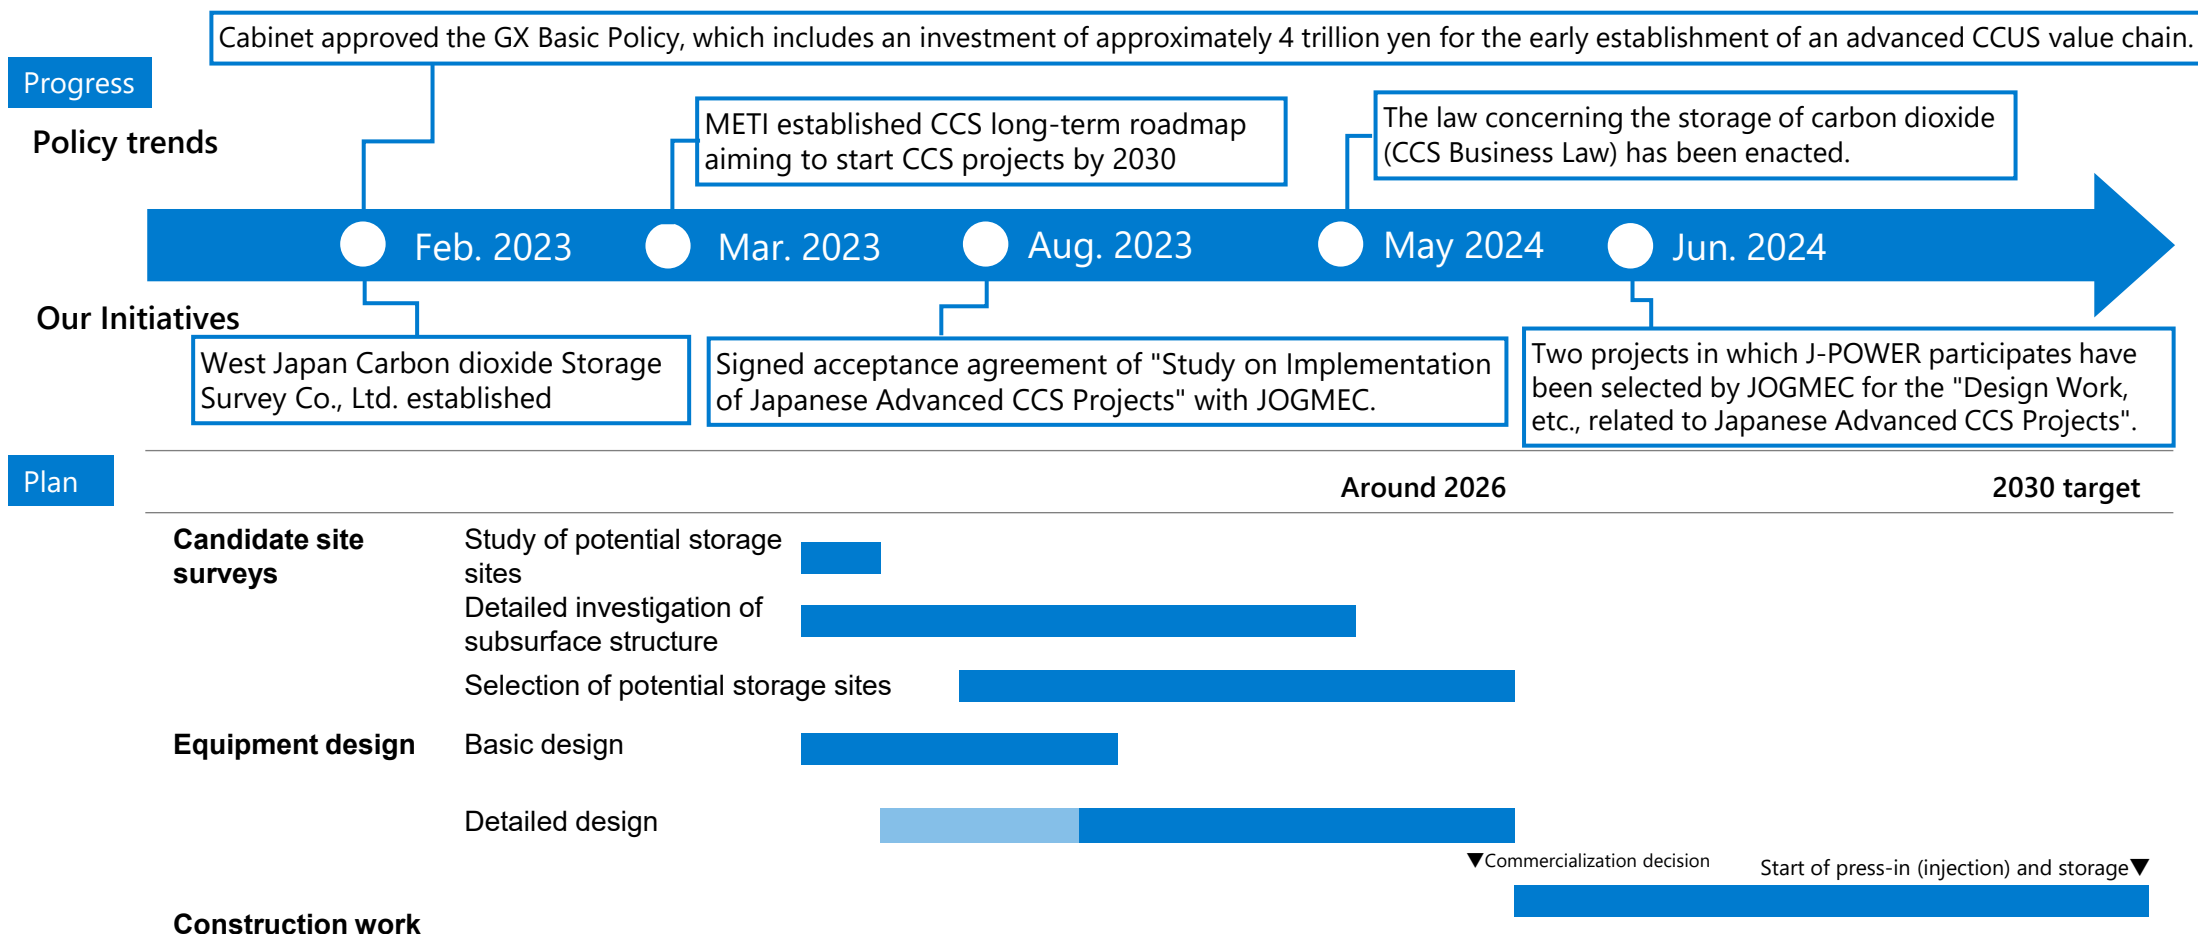 Cabinet approved the GX Basic Policy, which includes an investment of approximately 4 trillion yen for the early establishment of an advanced CCUS value chain.
Progress
Policy trends
METI established CCS long-term roadmap
aiming to start CCS projects by 2030
The law concerning the storage of carbon dioxide
(CCS Business Law) has been enacted.
Feb. 2023
Mar. 2023
Aug. 2023
May 2024
Jun. 2024
Our Initiatives
West Japan Carbon dioxide Storage
Survey Co., Ltd. established
Signed acceptance agreement of "Study on Implementation
of Japanese Advanced CCS Projects" with JOGMEC.
Two projects in which J-POWER participates have
been selected by JOGMEC for the "Design Work,
etc., related to Japanese Advanced CCS Projects".
Plan
Around 2026
2030 target
Candidate site
surveys
Study of potential storage
sites
Detailed investigation of
subsurface structure
Selection of potential storage sites
Equipment design
Basic design
Detailed design
▼Commercialization decision
Start of press-in (injection) and storage▼
Construction work